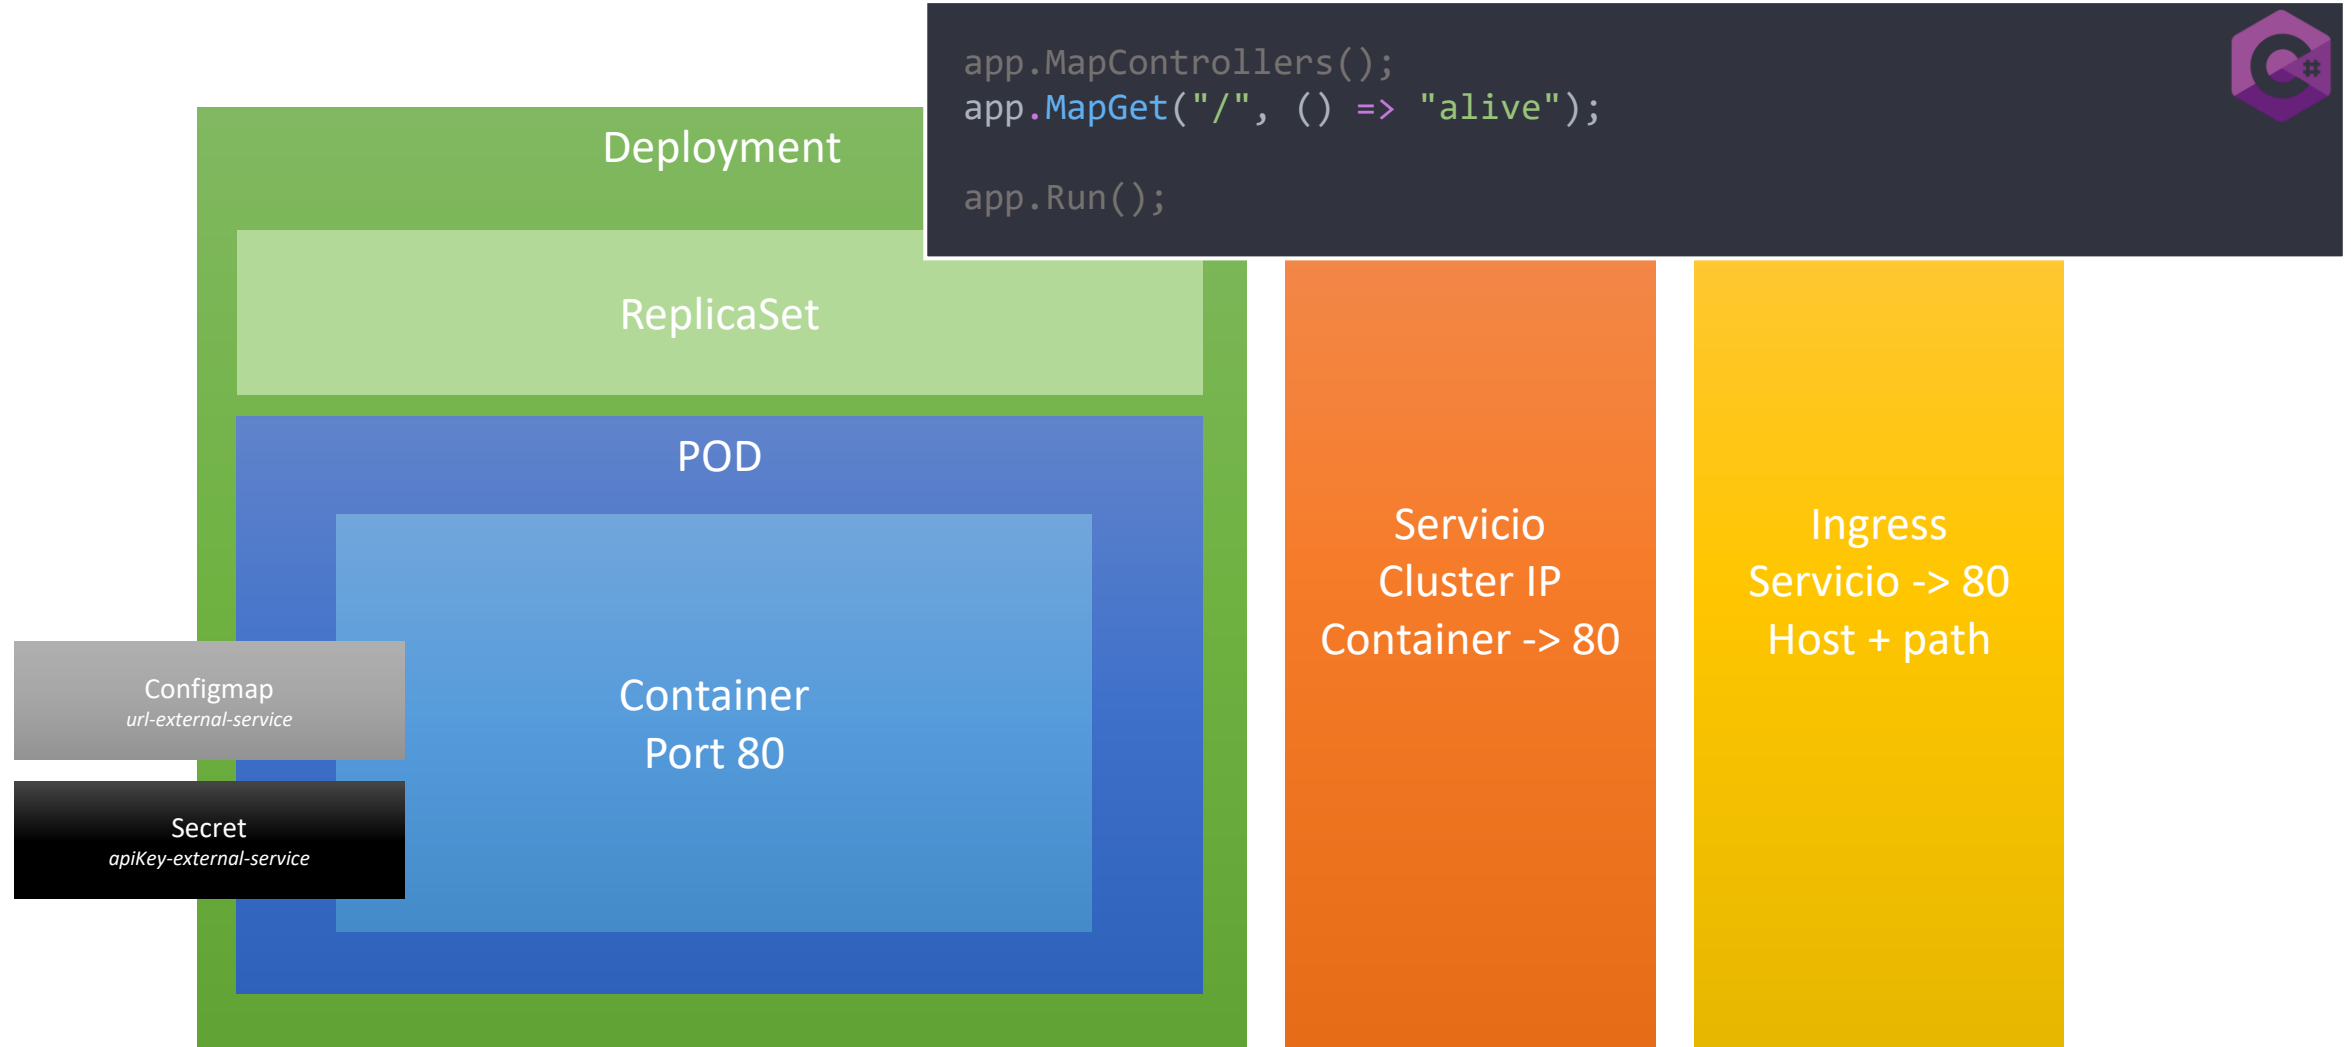 app.MapControllers();
app.MapGet("/", () => "alive");
app.Run();
Deployment
ReplicaSet
POD
Container
Port 80
Configmap
url-external-service
Secret
apiKey-external-service
Servicio
Cluster IP
Container -> 80
Ingress
Servicio -> 80
Host + path
C#